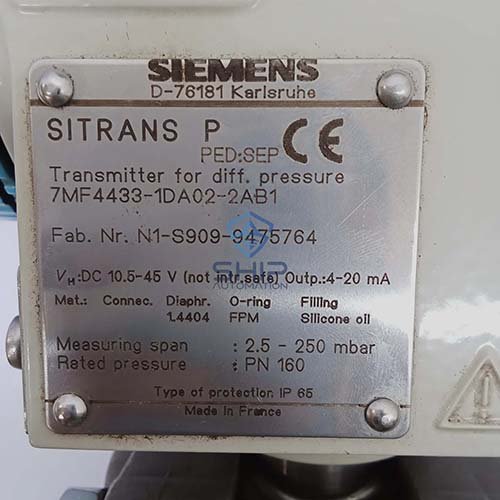 SIEMENS
D-76181 Karlsruhe
SITRANS P
PED:SEP CE
Transmitter for diff. pressure
7MF4433-1DA02-2AB1
Fab. Nr. N1-S909-9475764
SHIP
AUTOMATION
VH:DC 10.5-45 V (not intr.safe) Outp.:4-20 mA
Mat.: Connec. Diaphr. O-ring Filling
1.4404 FPM Silicone oil
Measuring span : 2.5 - 250 mbar
Rated pressure : PN 160
Type of protection IP 65
Made in France